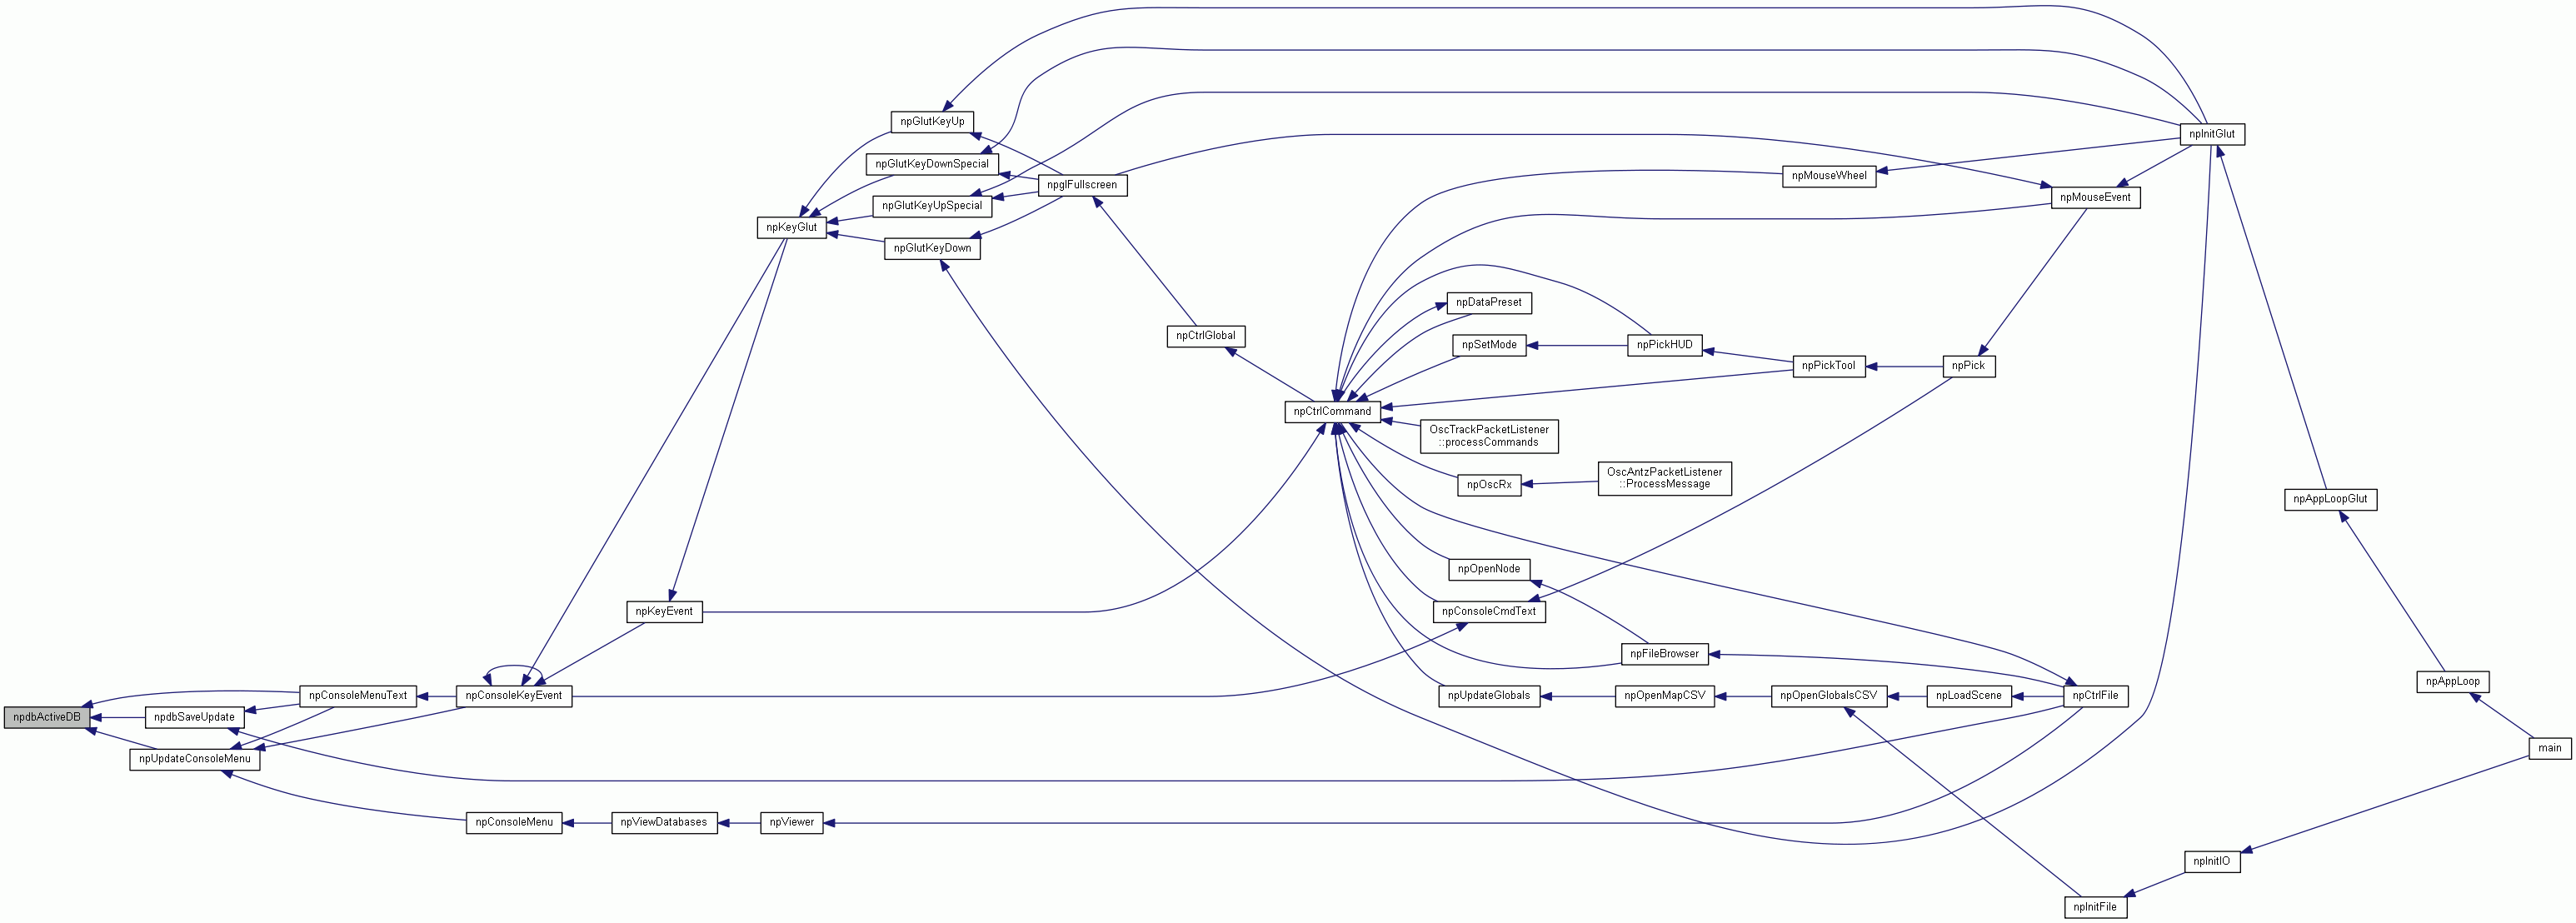 npGlutKeyUp
npInitGlut
npGlutKeyDownSpecial
npMouseWheel
npglFullscreen
npMouseEvent
npGlutKeyUpSpecial
npKeyGlut
npGlutKeyDown
npDataPreset
npCtrlGlobal
npSetMode
npPickHUD
npPickTool
npPick
npCtrlCommand
OscTrackPacketListener
::processCommands
OscAntzPacketListener
::ProcessMessage
npOscRx
npAppLoopGlut
npOpenNode
npKeyEvent
npConsoleCmdText
npFileBrowser
npAppLoop
npConsoleMenuText
npConsoleKeyEvent
npUpdateGlobals
npOpenMapCSV
npOpenGlobalsCSV
npLoadScene
npCtrlFile
npdbActiveDB
npdbSaveUpdate
main
npUpdateConsoleMenu
npConsoleMenu
npViewDatabases
npViewer
npInitIO
npInitFile